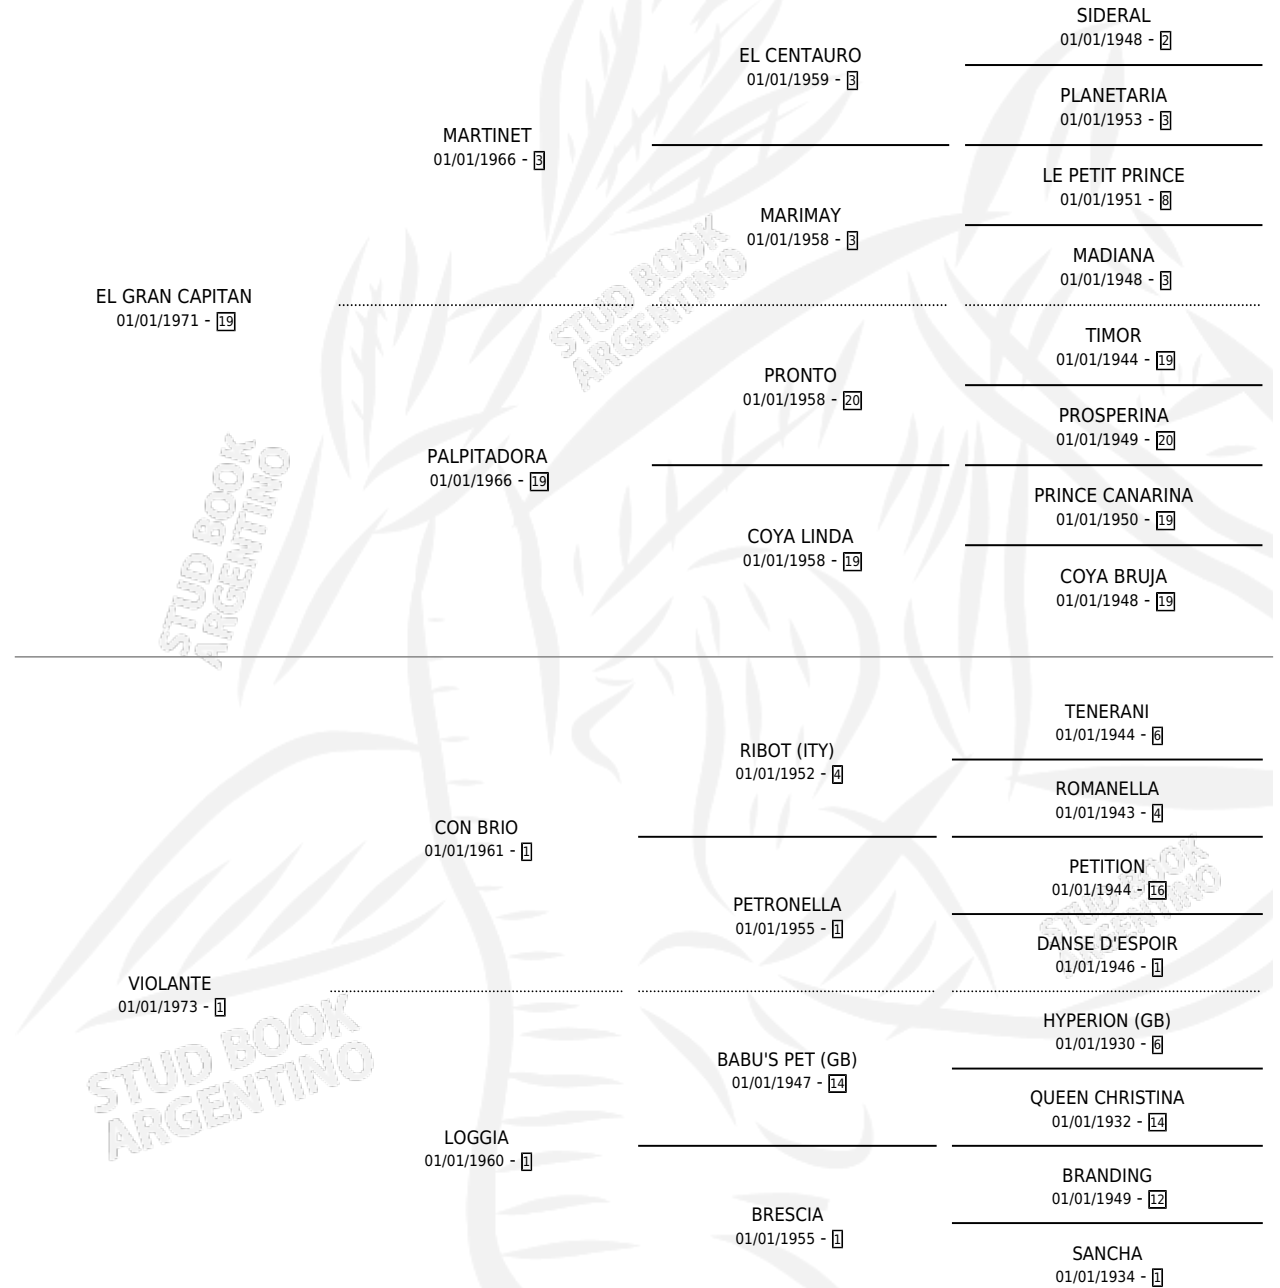 SIDERAL
01/01/1948 - 2
EL CENTAURO
01/01/1959 - 3
PLANETARIA
01/01/1953 - 3
MARTINET
01/01/1966 - 3
LE PETIT PRINCE
01/01/1951 - 8
MARIMAY
01/01/1958 - 3
MADIANA
01/01/1948 - 3
EL GRAN CAPITAN
01/01/1971 - 19
TIMOR
01/01/1944 - 19
PRONTO
01/01/1958 - 20
PROSPERINA
01/01/1949 - 20
PALPITADORA
01/01/1966 - 19
PRINCE CANARINA
01/01/1950 - 19
COYA LINDA
01/01/1958 - 19
COYA BRUJA
01/01/1948 - 19
STUD BOOK
ARGENTINO
STUD BOOK
ARGENTINO
TENERANI
01/01/1944 - 6
RIBOT (ITY)
01/01/1952 - 4
ROMANELLA
01/01/1943 - 4
CON BRIO
01/01/1961 - 1
PETITION
01/01/1944 - 16
PETRONELLA
01/01/1955 - 1
DANSE D'ESPOIR
01/01/1946 - 1
STUD BOOK
ARGENTINO
VIOLANTE
01/01/1973 - 1
HYPERION (GB)
01/01/1930 - 6
BABU'S PET (GB)
01/01/1947 - 14
QUEEN CHRISTINA
01/01/1932 - 14
STUD BOOK
ARGENTINO
LOGGIA
01/01/1960 - 1
BRANDING
01/01/1949 - 12
BRESCIA
01/01/1955 - 1
SANCHA
01/01/1934 - 1